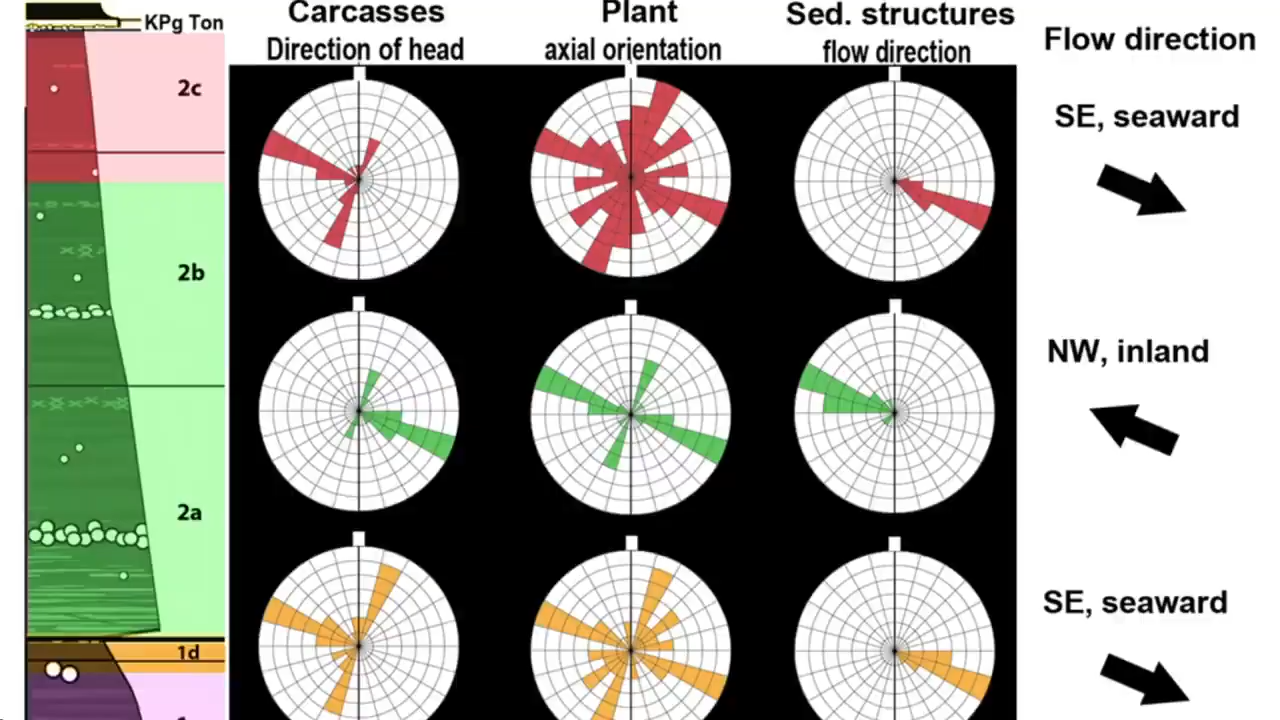 KPg Ton
Carcasses
Direction of head
Plant
axial orientation
Sed. structures
flow direction
Flow direction
2c
SE, seaward
2b
NW, inland
2a
SE, seaward
1d